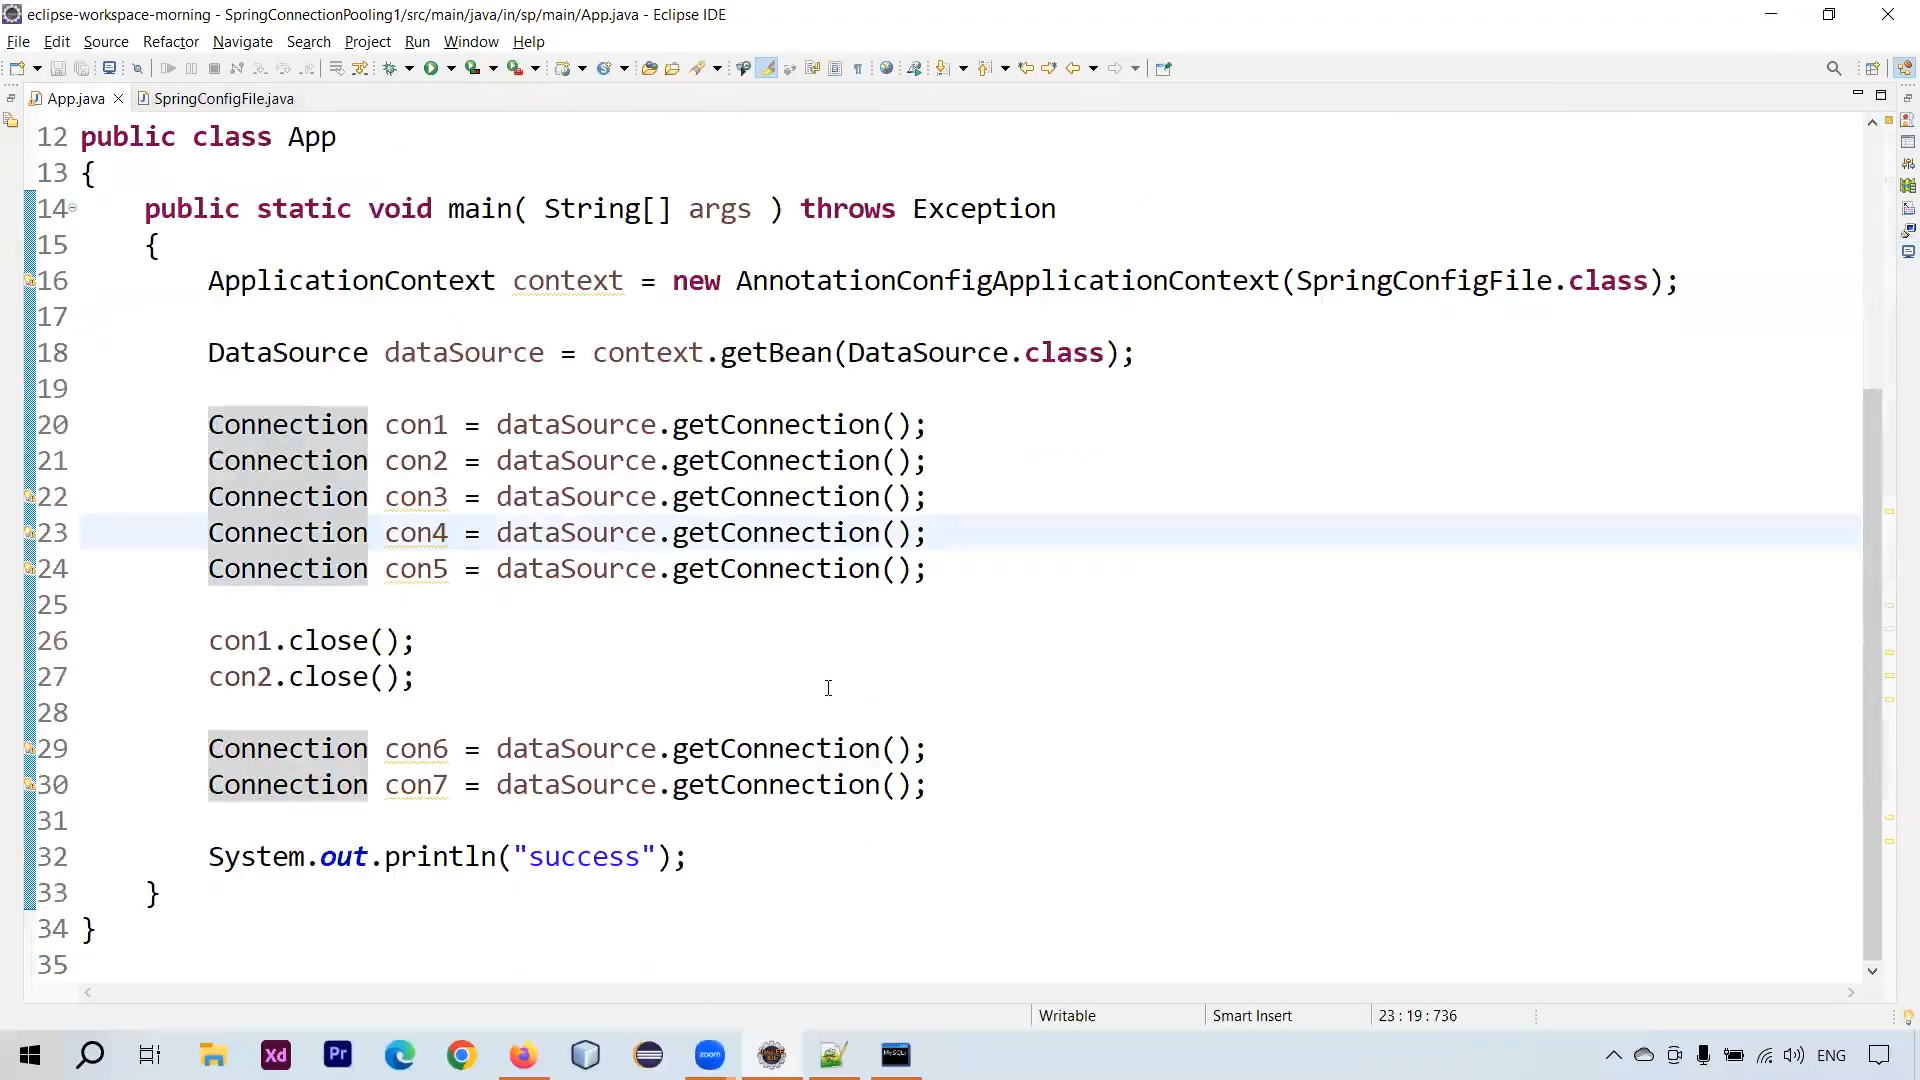 eclipse-workspace-morning - SpringConnectionPooling1/src/main/java/in/sp/main/App.java - Eclipse IDE
File Edit Source Refactor Navigate Search Project Run Window Help
App.java SpringConfigFile.java
12 public class App
13 {
14 public static void main( String[] args ) throws Exception
15 {
16 ApplicationContext context = new AnnotationConfigApplicationContext(SpringConfigFile.class);
17
18 DataSource dataSource = context.getBean(DataSource.class);
19
20 Connection con1 = dataSource.getConnection();
21 Connection con2 = dataSource.getConnection();
22 Connection con3 = dataSource.getConnection();
23 Connection con4 = dataSource.getConnection();
24 Connection con5 = dataSource.getConnection();
25
26 con1.close();
27 con2.close();
28
29 Connection con6 = dataSource.getConnection();
30 Connection con7 = dataSource.getConnection();
31
32 System.out.println("success");
33 }
34 }
35
Writable Smart Insert 23 : 19 : 736
Xd Pr zoom MySQL ENG